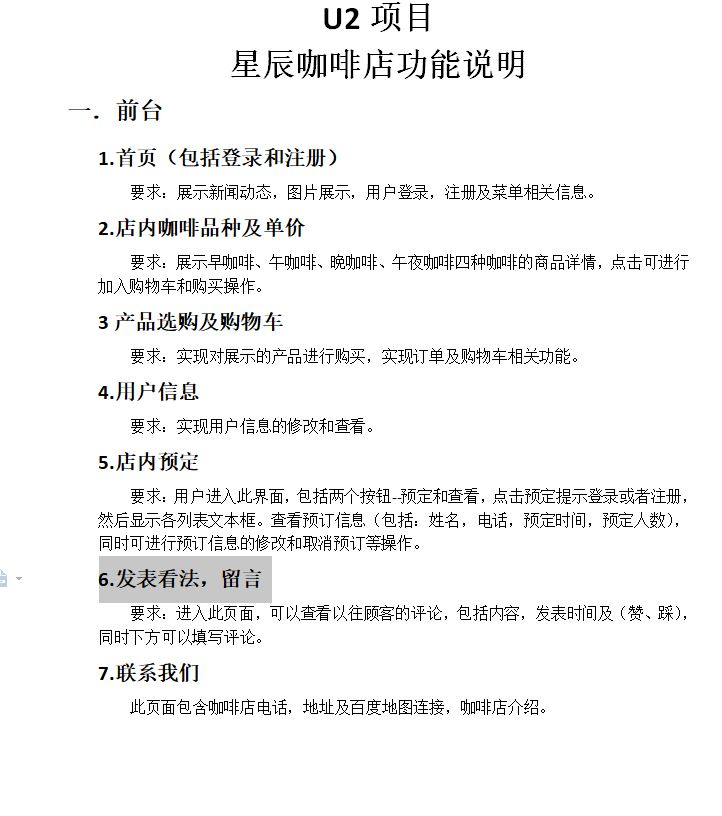 U2 项目
星辰咖啡店功能说明
一．前台
1.首页（包括登录和注册）
要求：展示新闻动态，图片展示，用户登录，注册及菜单相关信息。
2.店内咖啡品种及单价
要求：展示早咖啡、午咖啡、晚咖啡、午夜咖啡四种咖啡的商品详情，点击可进行
加入购物车和购买操作。
3 产品选购及购物车
要求：实现对展示的产品进行购买，实现订单及购物车相关功能。
4.用户信息
要求：实现用户信息的修改和查看。
5.店内预定
要求：用户进入此界面，包括两个按钮--预定和查看，点击预定提示登录或者注册，
然后显示各列表文本框。查看预订信息（包括：姓名，电话，预定时间，预定人数），
同时可进行预订信息的修改和取消预订等操作。
6.发表看法，留言
要求：进入此页面，可以查看以往顾客的评论，包括内容，发表时间及（赞、踩），
同时下方可以填写评论。
7.联系我们
此页面包含咖啡店电话，地址及百度地图连接，咖啡店介绍。